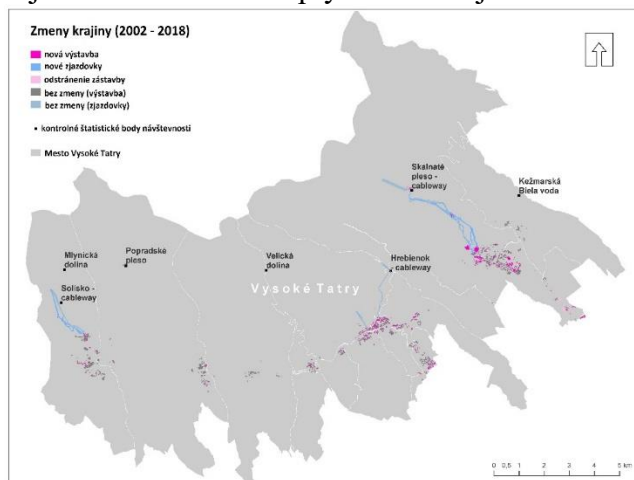 Zmeny krajiny (2002 - 2018)
nová výstavba
nové zjazdovky
odstránenie zástavby
bez zmeny (výstavba)
bez zmeny (zjazdovky)
kontrolné štatistické body návštevnosti
Mesto Vysoké Tatry
Skalnaté
pleso -
cableway
Kežmarská
Biela voda
Mlynická
dolina
Popradské
pleso
Velická
dolina
Hrebienok
- cableway
Solisko -
cableway
Vysoké Tatry
0 0,5 1 2 3 4 5 km